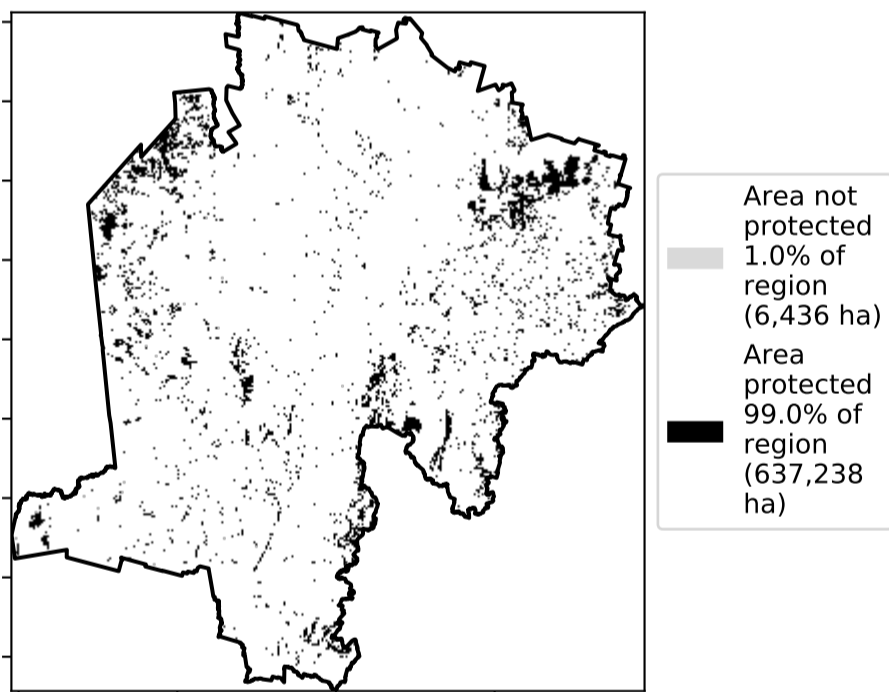 Area not
protected
1.0% of
region
(6,436 ha)
Area
protected
99.0% of
region
(637,238
ha)